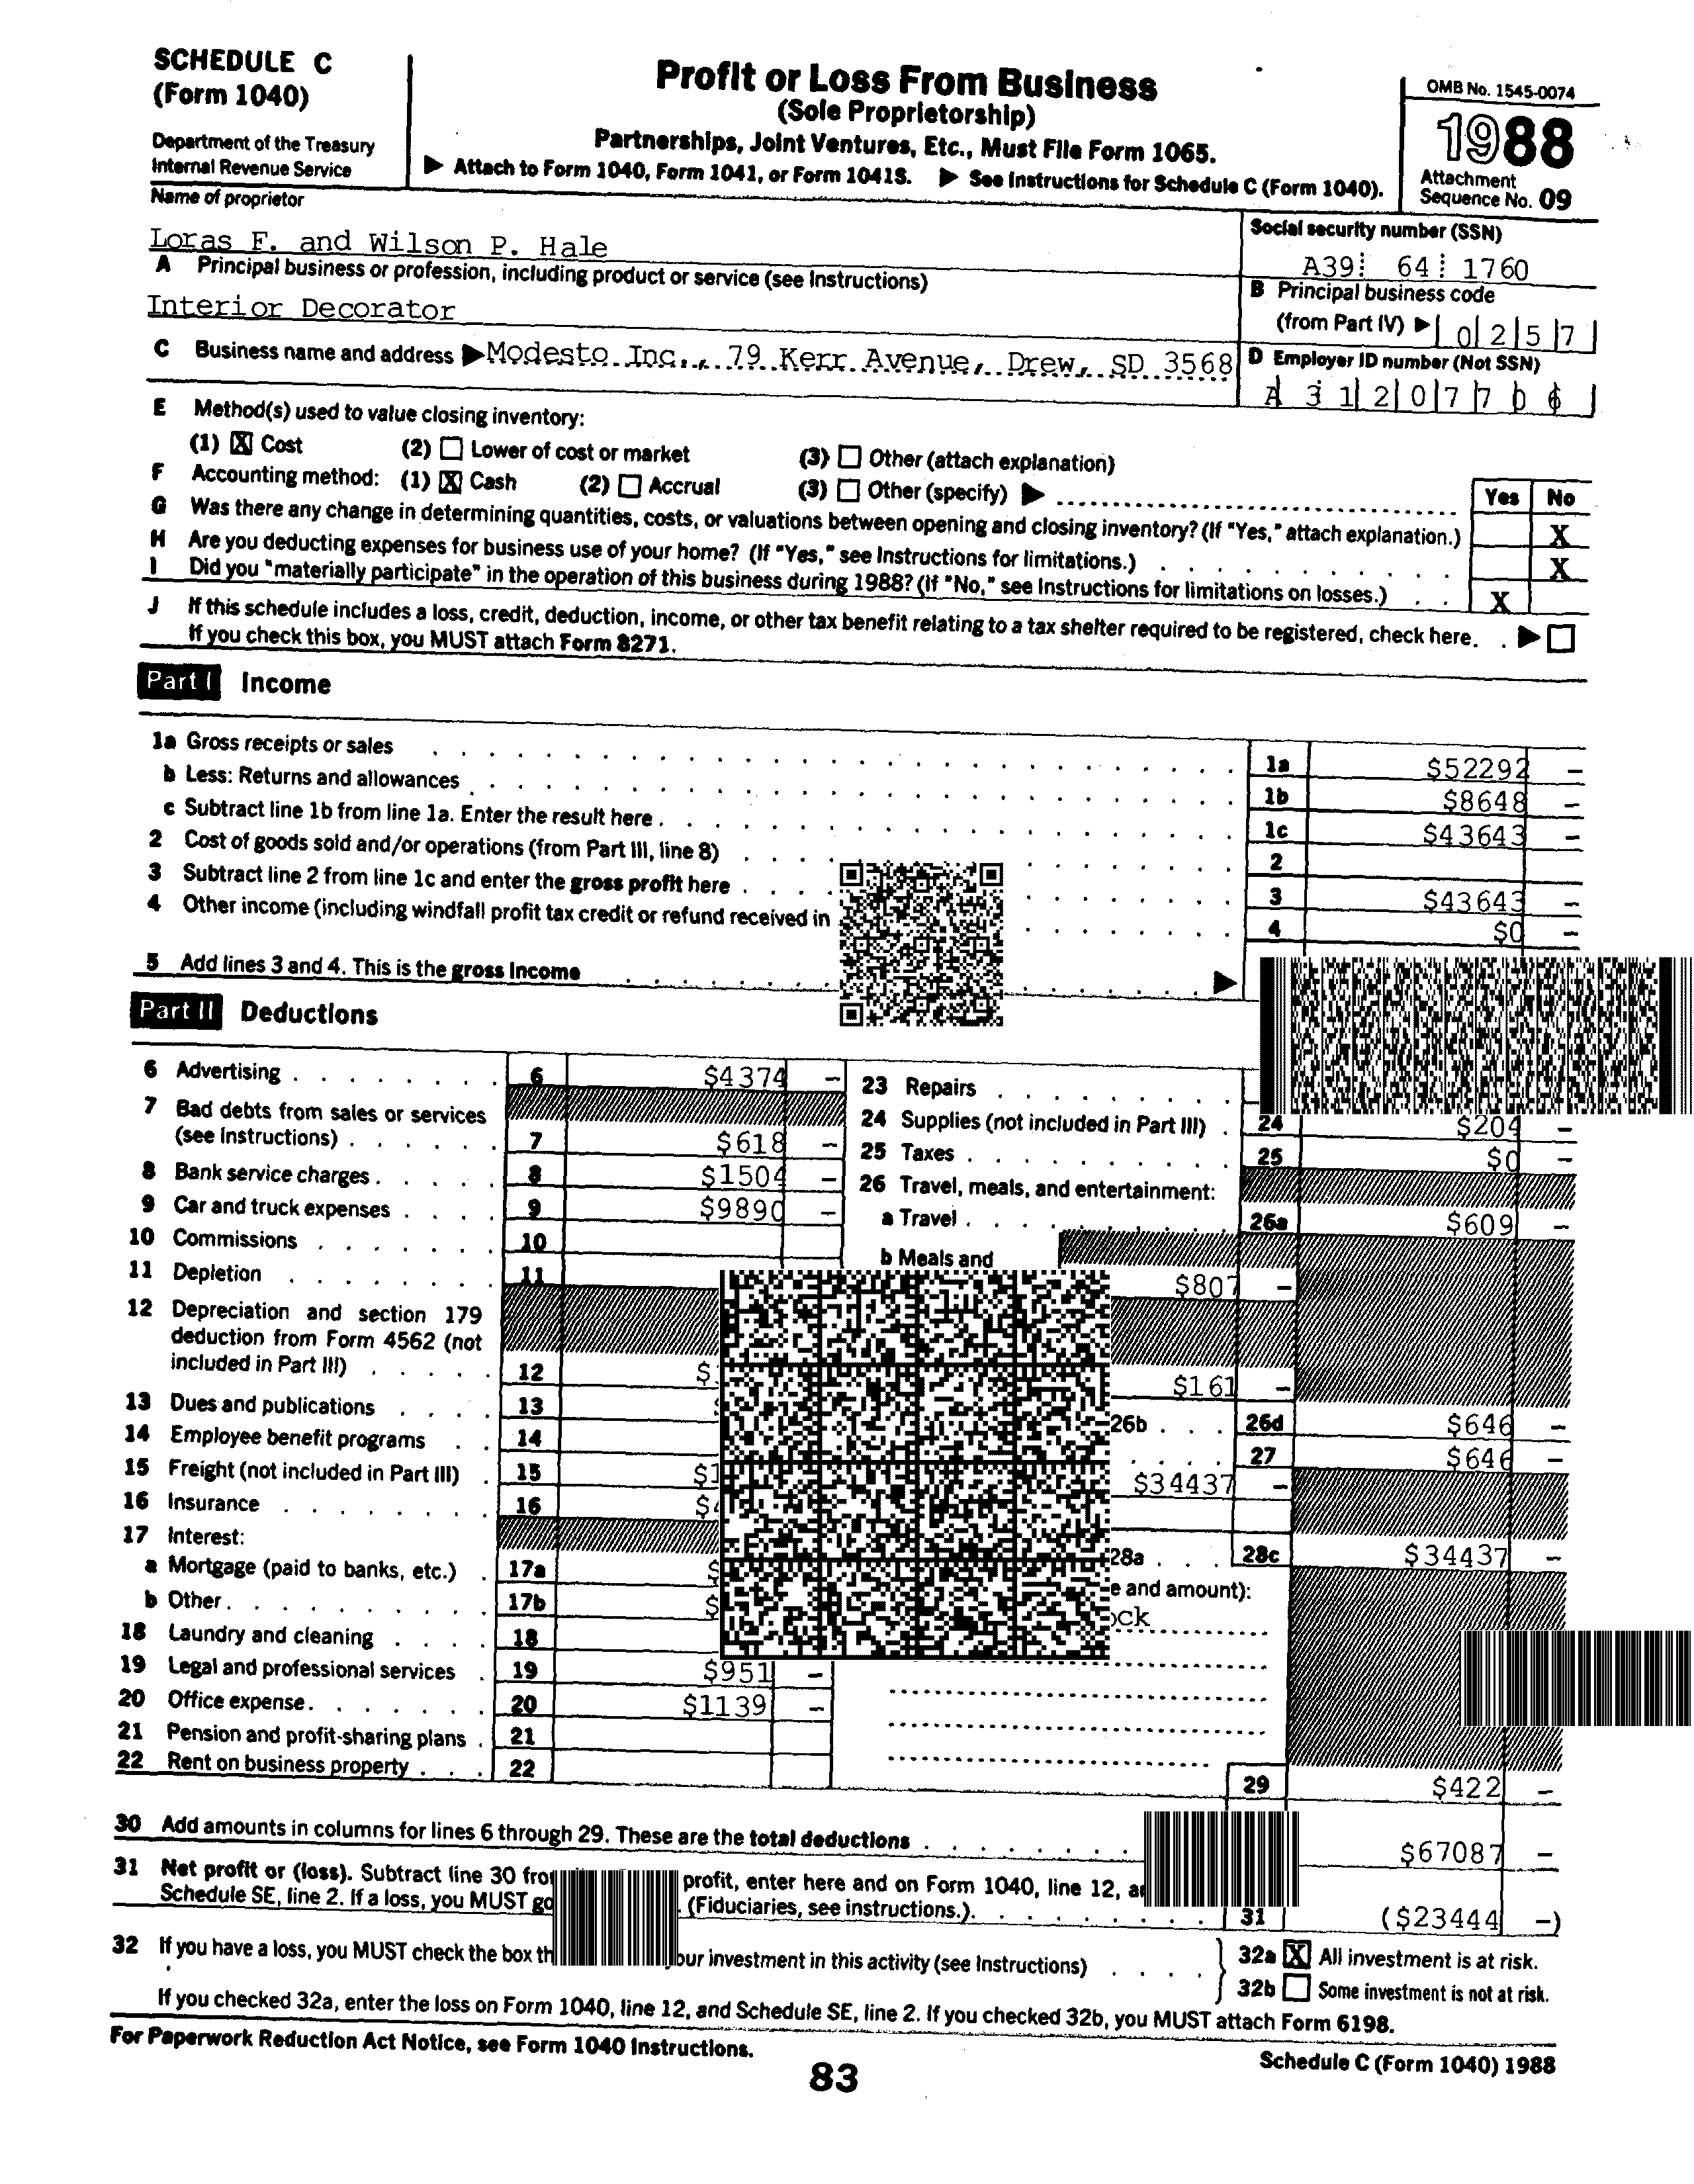 SCHEDULE C
(Form 1040)
Department of the Treasury
Internal Revenue Service
Profit or Loss From Business
(Sole Proprietorship)
Partnerships, Joint Ventures, Etc., Must File Form 1065.
▶ Attach to Form 1040, Form 1041, or Form 1041S. ▶ See Instructions for Schedule C (Form 1040).
OMB No. 1545-0074
1988
Attachment
Sequence No. 09
Name of proprietor
Loras F. and Wilson P. Hale
Social security number (SSN)
A39 64 1760
A Principal business or profession, including product or service (see Instructions)
Interior Decorator
B Principal business code
(from Part IV) ▶ 0 2 5 7
C Business name and address ▶ Modesto Inc., 79 Kerr Avenue, Drew, SD 3568
D Employer ID number (Not SSN)
A 3 1 2 0 7 7 0 6
E Method(s) used to value closing inventory:
(1) X Cost (2) Lower of cost or market (3) Other (attach explanation)
F Accounting method: (1) X Cash (2) Accrual (3) Other (specify) ▶
Yes No
G Was there any change in determining quantities, costs, or valuations between opening and closing inventory? (If "Yes," attach explanation.) X
H Are you deducting expenses for business use of your home? (If "Yes," see Instructions for limitations.) X
I Did you "materially participate" in the operation of this business during 1988? (If "No," see Instructions for limitations on losses.) X
J If this schedule includes a loss, credit, deduction, income, or other tax benefit relating to a tax shelter required to be registered, check here. ▶
If you check this box, you MUST attach Form 8271.
Part I Income
1a Gross receipts or sales 1a $52292 –
b Less: Returns and allowances 1b $8648 –
c Subtract line 1b from line 1a. Enter the result here 1c $43643 –
2 Cost of goods sold and/or operations (from Part III, line 8) 2
3 Subtract line 2 from line 1c and enter the gross profit here 3 $43643 –
4 Other income (including windfall profit tax credit or refund received in 4 $0 –
5 Add lines 3 and 4. This is the gross income ▶
Part II Deductions
6 Advertising 6 $4374 –
7 Bad debts from sales or services
(see Instructions) 7 $618 –
8 Bank service charges 8 $1504 –
9 Car and truck expenses 9 $9890 –
10 Commissions 10
11 Depletion 11
12 Depreciation and section 179
deduction from Form 4562 (not
included in Part III) 12
13 Dues and publications 13
14 Employee benefit programs 14
15 Freight (not included in Part III) 15
16 Insurance 16
17 Interest:
a Mortgage (paid to banks, etc.) 17a
b Other 17b
18 Laundry and cleaning 18
19 Legal and professional services 19 $951 –
20 Office expense 20 $1139 –
21 Pension and profit-sharing plans 21
22 Rent on business property 22
23 Repairs
24 Supplies (not included in Part III) 24 $204 –
25 Taxes 25 $0 –
26 Travel, meals, and entertainment:
a Travel 26a $609 –
b Meals and
$807 –
$161 –
26b 26d $646 –
27 $646 –
$34437 –
28a 28c $34437 –
and amount):
29 $422 –
30 Add amounts in columns for lines 6 through 29. These are the total deductions $67087 –
31 Net profit or (loss). Subtract line 30 profit, enter here and on Form 1040, line 12,
Schedule SE, line 2. If a loss, you MUST go (Fiduciaries, see instructions.) 31 ($23444 –)
32 If you have a loss, you MUST check the box investment in this activity (see Instructions) 32a X All investment is at risk.
32b Some investment is not at risk.
If you checked 32a, enter the loss on Form 1040, line 12, and Schedule SE, line 2. If you checked 32b, you MUST attach Form 6198.
For Paperwork Reduction Act Notice, see Form 1040 Instructions.
Schedule C (Form 1040) 1988
83